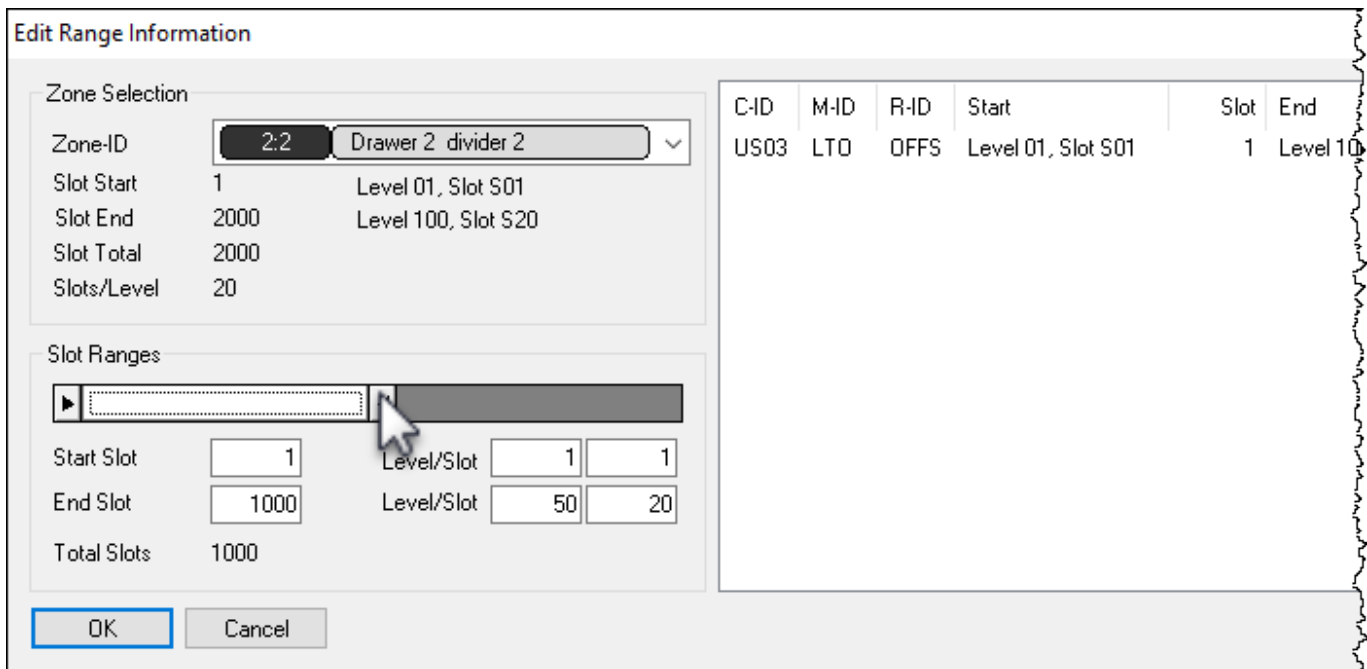 Edit Range Information
Zone Selection
Zone-ID 2:2 Drawer 2 divider 2
Slot Start 1 Level 01, Slot S01
Slot End 2000 Level 100, Slot S20
Slot Total 2000
Slots/Level 20
Slot Ranges
Start Slot 1 Level/Slot 1 1
End Slot 1000 Level/Slot 50 20
Total Slots 1000
OK Cancel
C-ID M-ID R-ID Start Slot End
US03 LTO OFFS Level 01, Slot S01 1 Level 10